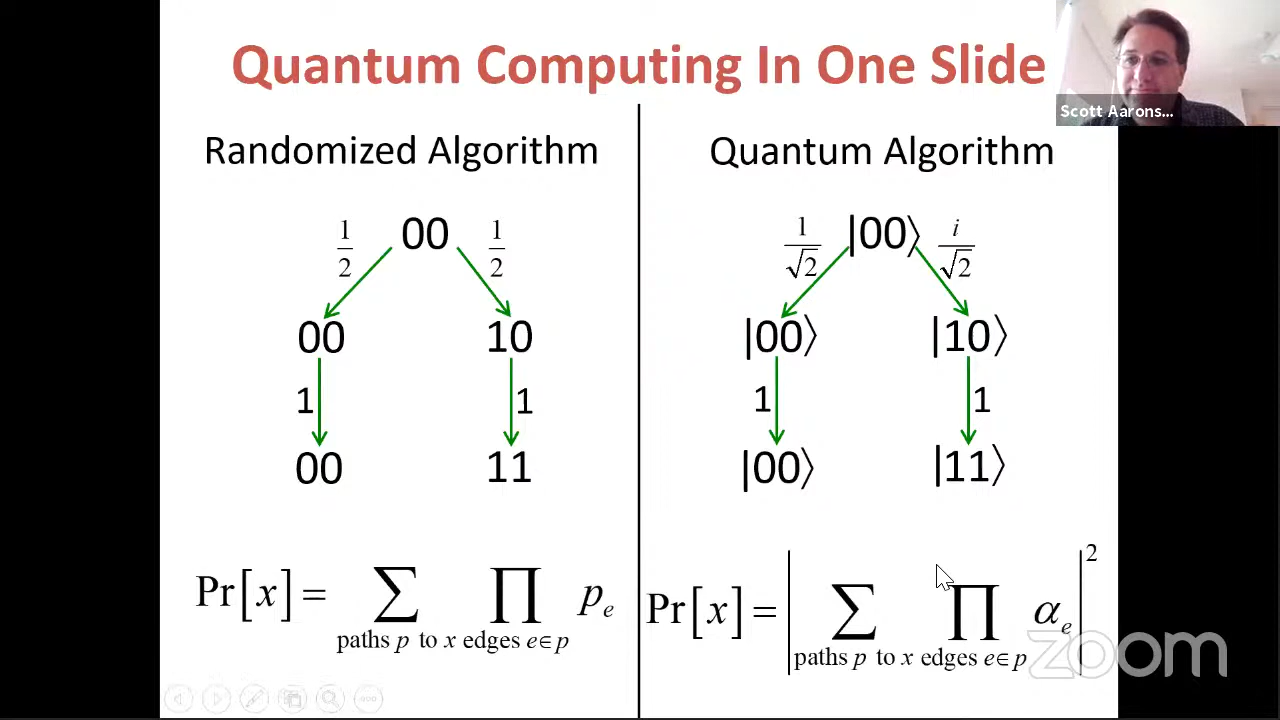 Quantum Computing In One Slide
Scott Aarons...
Randomized Algorithm
1/2 00 1/2
00 10
1 1
00 11
Pr[x] = ∑ ∏ p_e
paths p to x edges e∈p
Quantum Algorithm
1/√2 |00⟩ i/√2
|00⟩ |10⟩
1 1
|00⟩ |11⟩
Pr[x] = |∑ ∏ α_e|²
paths p to x edges e∈p
zoom